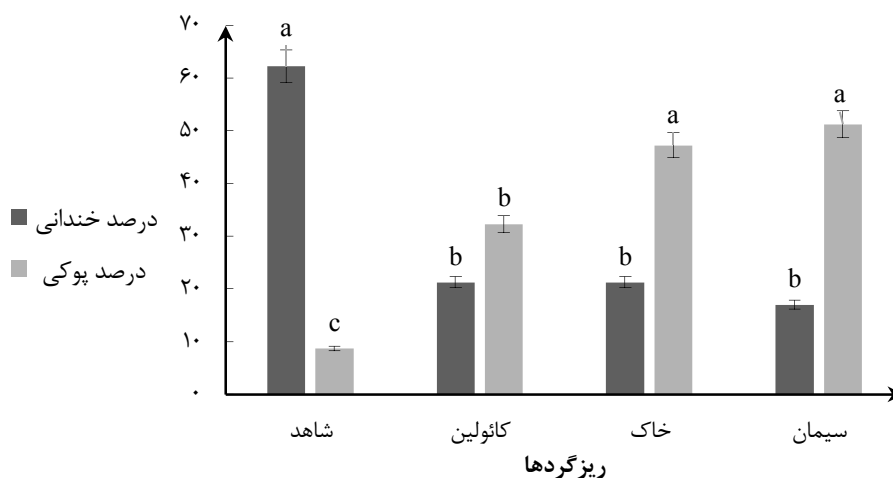 ۷۰
۶۰
۵۰
۴۰
۳۰
۲۰
۱۰
۰
a
c
b
b
b
a
b
a
درصد خندانی
درصد پوکی
شاهد
کائولین
خاک
سیمان
ریزگردها